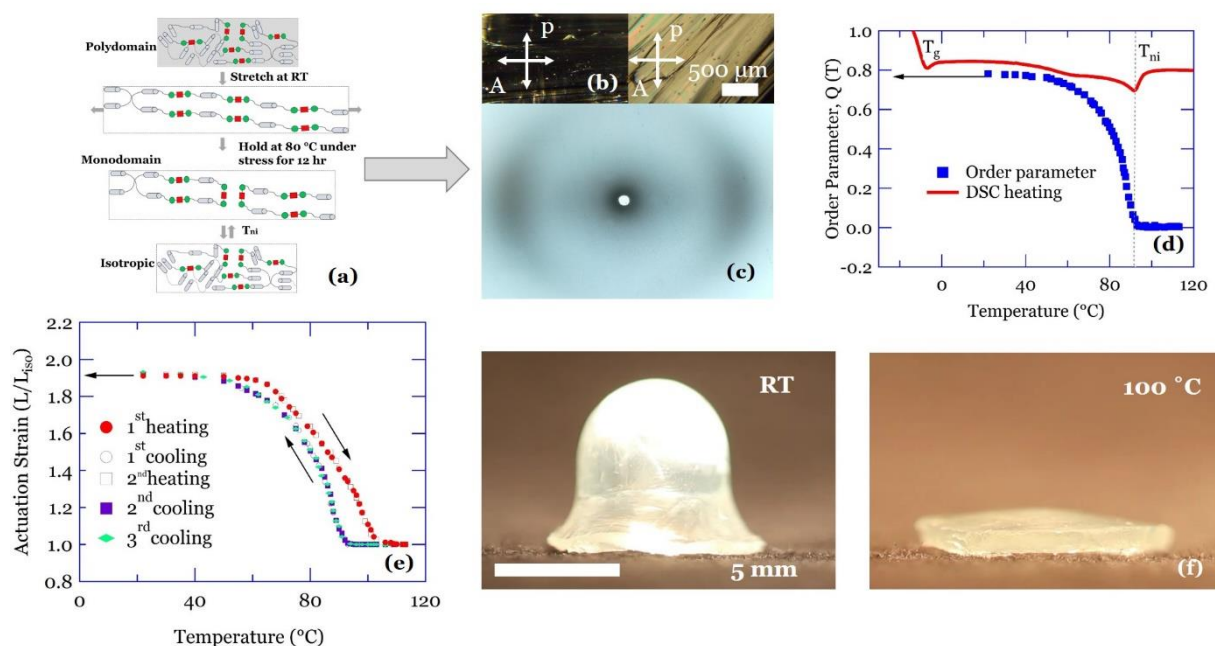 Polydomain
Stretch at RT
Hold at 80 °C under
stress for 12 hr
Monodomain
Tni
Isotropic
(a)
p
A
(b)
p
A
500 µm
(c)
Order Parameter, Q (T)
1.0
0.8
0.6
0.4
0.2
0.0
-0.2
Tg
Tni
Order parameter
DSC heating
(d)
0
40
80
120
Temperature (°C)
Actuation Strain (L/Liso)
2.2
2.0
1.8
1.6
1.4
1.2
1.0
0.8
1st heating
1st cooling
2nd heating
2nd cooling
3rd cooling
(e)
0
40
80
120
Temperature (°C)
RT
5 mm
100 °C
(f)